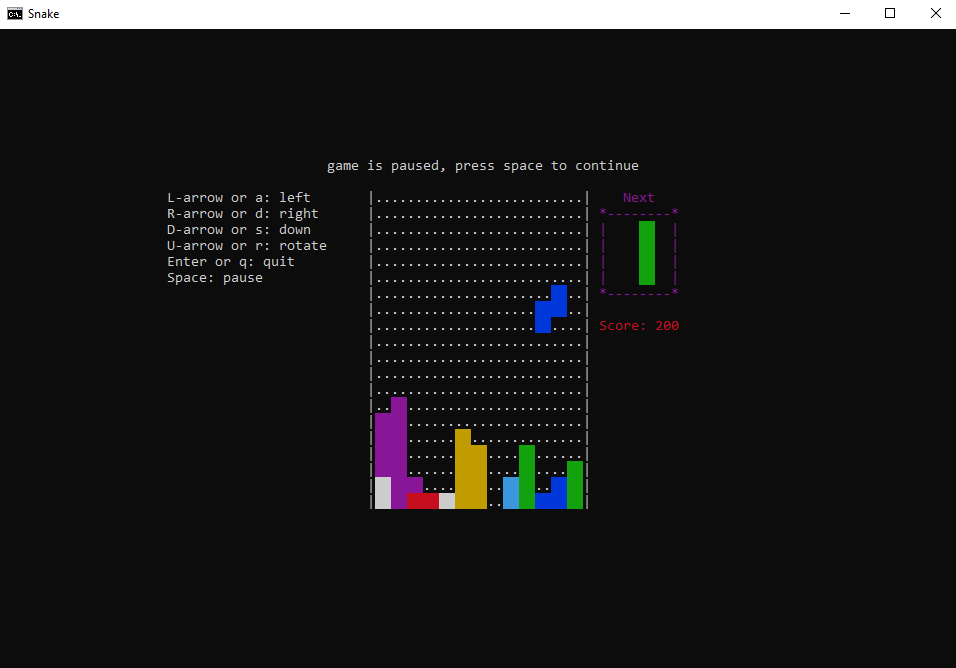 Snake
game is paused, press space to continue
L-arrow or a: left
R-arrow or d: right
D-arrow or s: down
U-arrow or r: rotate
Enter or q: quit
Space: pause
Next
Score: 200